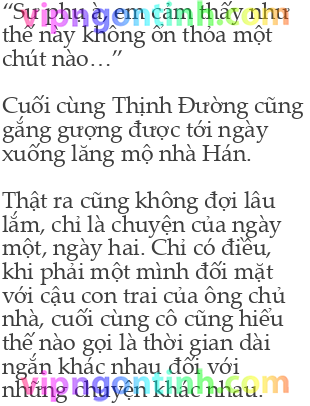 “Sư phụ à, em cảm thấy như
thế này không ổn thỏa một
chút nào…”
Cuối cùng Thịnh Đường cũng
gắng gượng được tới ngày
xuống lăng mộ nhà Hán.
Thật ra cũng không đợi lâu
lắm, chỉ là chuyện của ngày
một, ngày hai. Chỉ có điều,
khi phải một mình đối mặt
với cậu con trai của ông chủ
nhà, cuối cùng cô cũng hiểu
thế nào gọi là thời gian dài
ngắn khác nhau đối vói
những chuyện khác nhau.
vipngontinh.com
vipngontinh.com